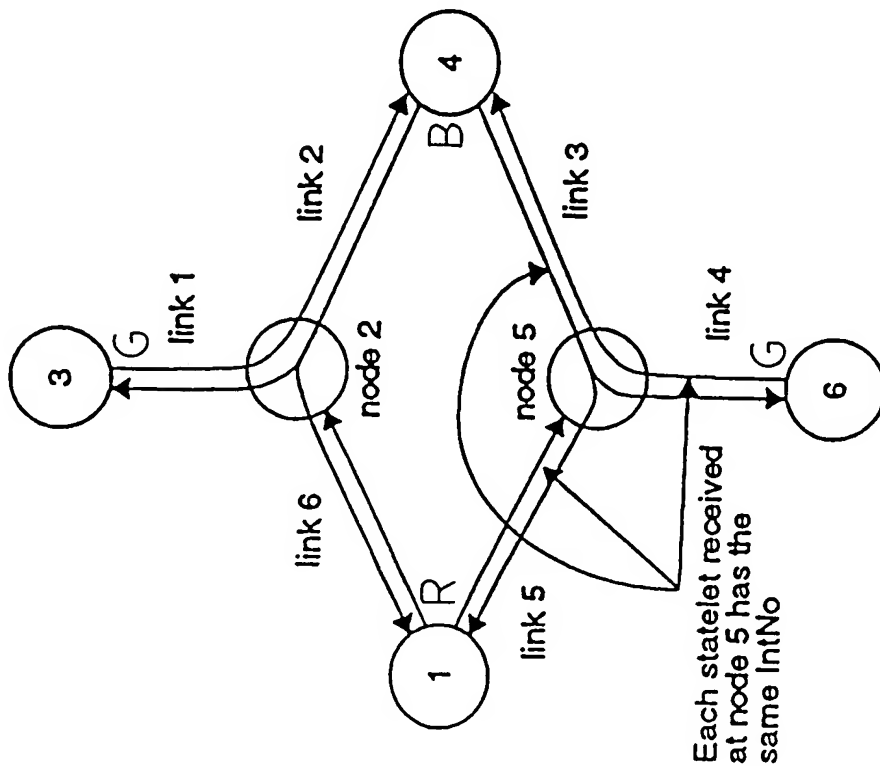 3
G
link 1
link 2
4
B
node 2
link 6
R
1
link 5
node 5
link 3
link 4
G
6
Each statelet received
at node 5 has the
same IntNo